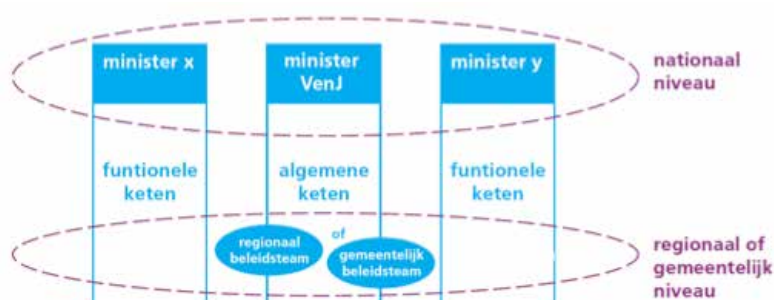 minister x
minister
VenJ
minister y
nationaal
niveau
funtionele
keten
algemene
keten
funtionele
keten
regionaal
beleidsteam
of
gemeentelijk
beleidsteam
regionaal of
gemeentelijk
niveau